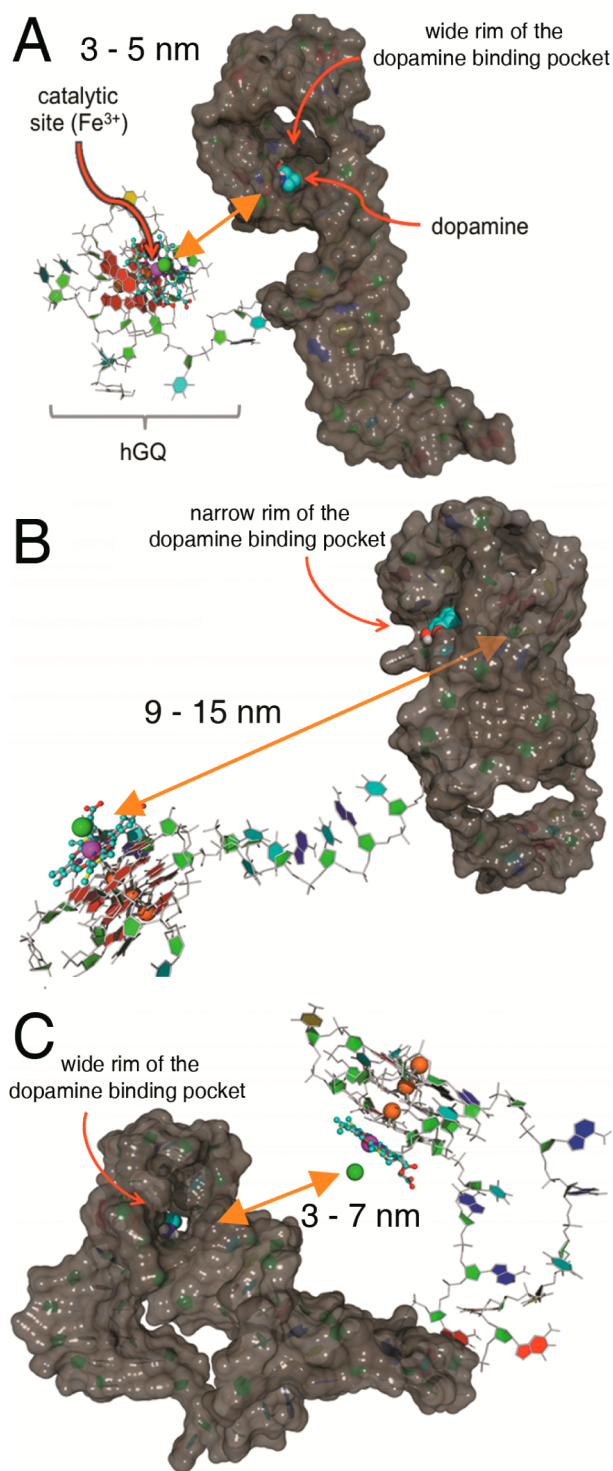 A
3 - 5 nm
wide rim of the
dopamine binding pocket
catalytic
site (Fe³⁺)
dopamine
hGQ
B
narrow rim of the
dopamine binding pocket
9 - 15 nm
C
wide rim of the
dopamine binding pocket
3 - 7 nm